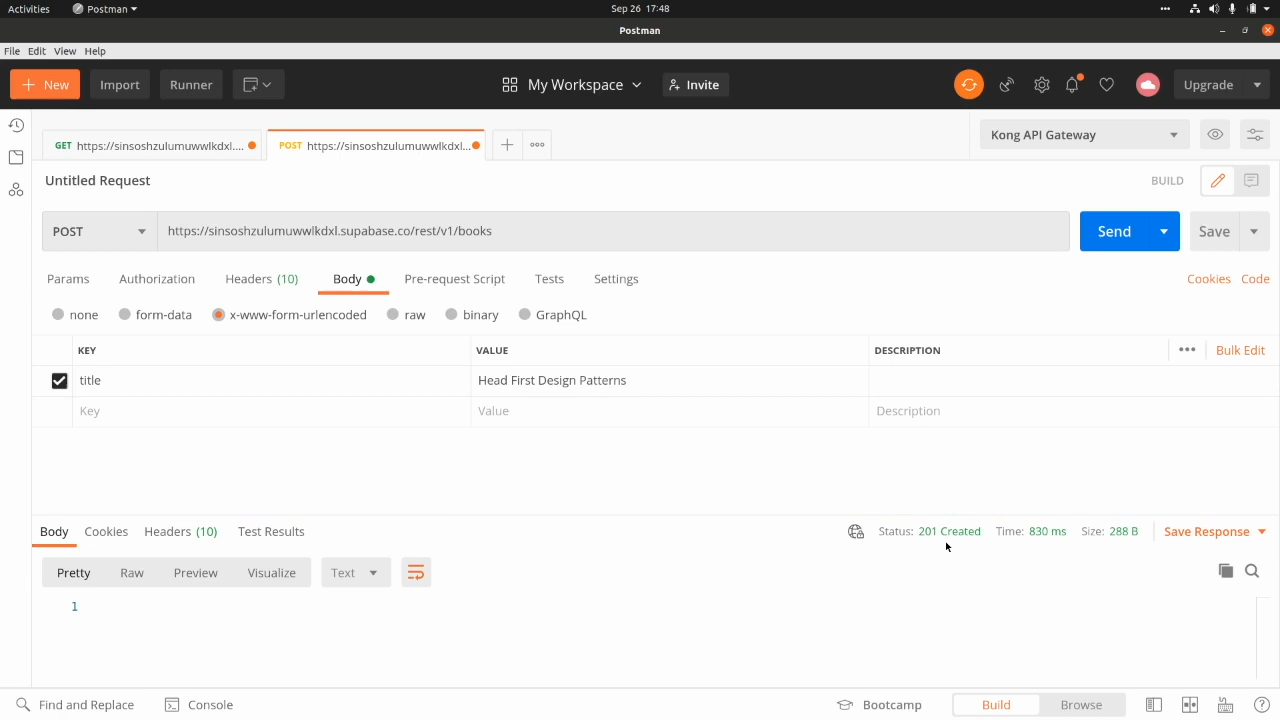 Activities Postman Sep 26 17:48
Postman
File Edit View Help
New Import Runner My Workspace Invite Upgrade
GET https://sinsoshzulumuwwlkdxl.... POST https://sinsoshzulumuwwlkdxl... Kong API Gateway
Untitled Request BUILD
POST https://sinsoshzulumuwwlkdxl.supabase.co/rest/v1/books Send Save
Params Authorization Headers (10) Body Pre-request Script Tests Settings Cookies Code
none form-data x-www-form-urlencoded raw binary GraphQL
KEY VALUE DESCRIPTION Bulk Edit
title Head First Design Patterns
Key Value Description
Body Cookies Headers (10) Test Results Status: 201 Created Time: 830 ms Size: 288 B Save Response
Pretty Raw Preview Visualize Text
1
Find and Replace Console Bootcamp Build Browse